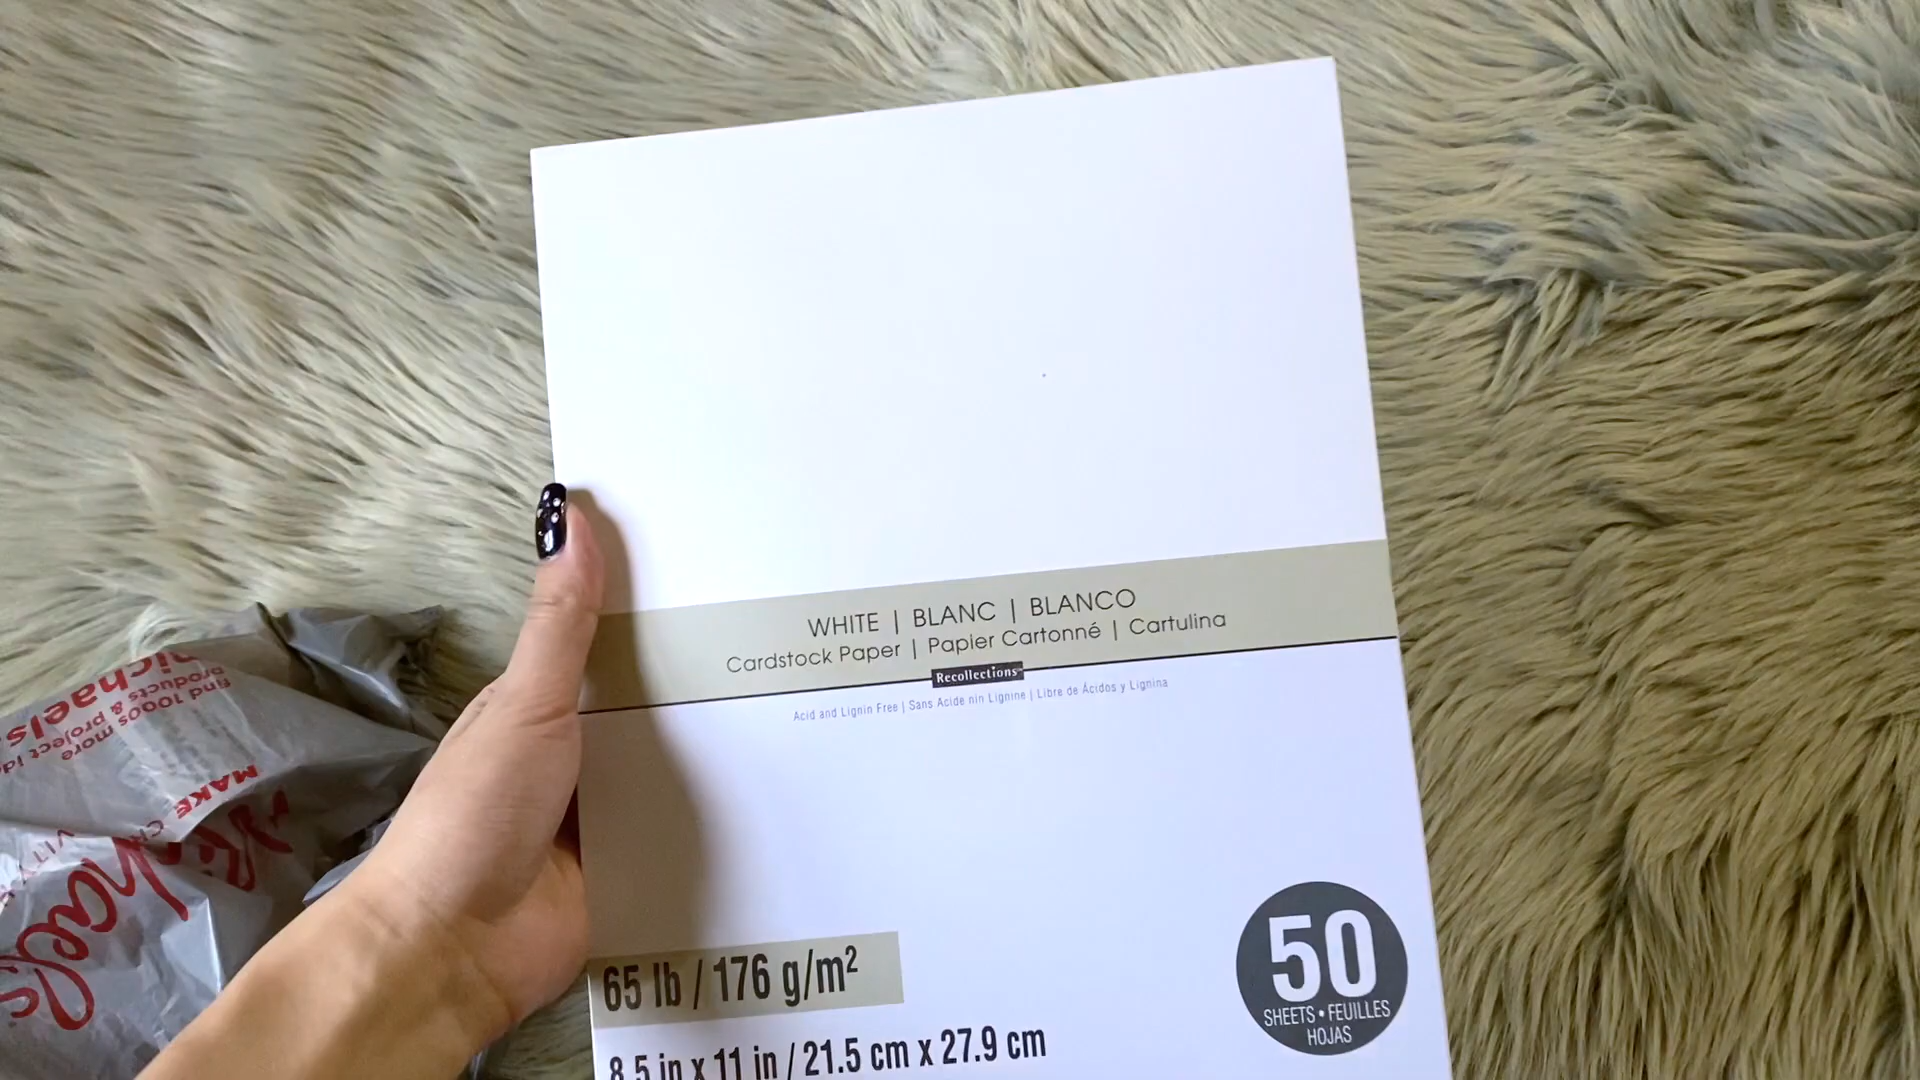 WHITE | BLANC | BLANCO
Cardstock Paper | Papier Cartonné | Cartulina
Recollections
Acid and Lignin Free | Sans Acide nin Lignine | Libre de Ácidos y Lignina
65 lb / 176 g/m²
8.5 in x 11 in / 21.5 cm x 27.9 cm
50
SHEETS • FEUILLES
HOJAS
find 1000s
more
products
& project
Michaels
MAKE